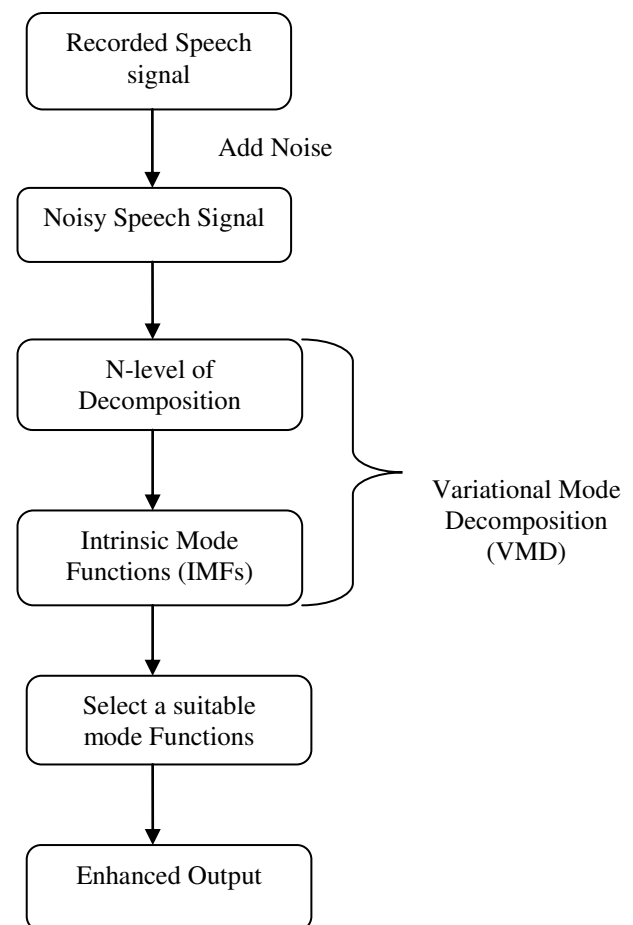 Recorded Speech
signal
Add Noise
Noisy Speech Signal
N-level of
Decomposition
Variational Mode
Decomposition
(VMD)
Intrinsic Mode
Functions (IMFs)
Select a suitable
mode Functions
Enhanced Output